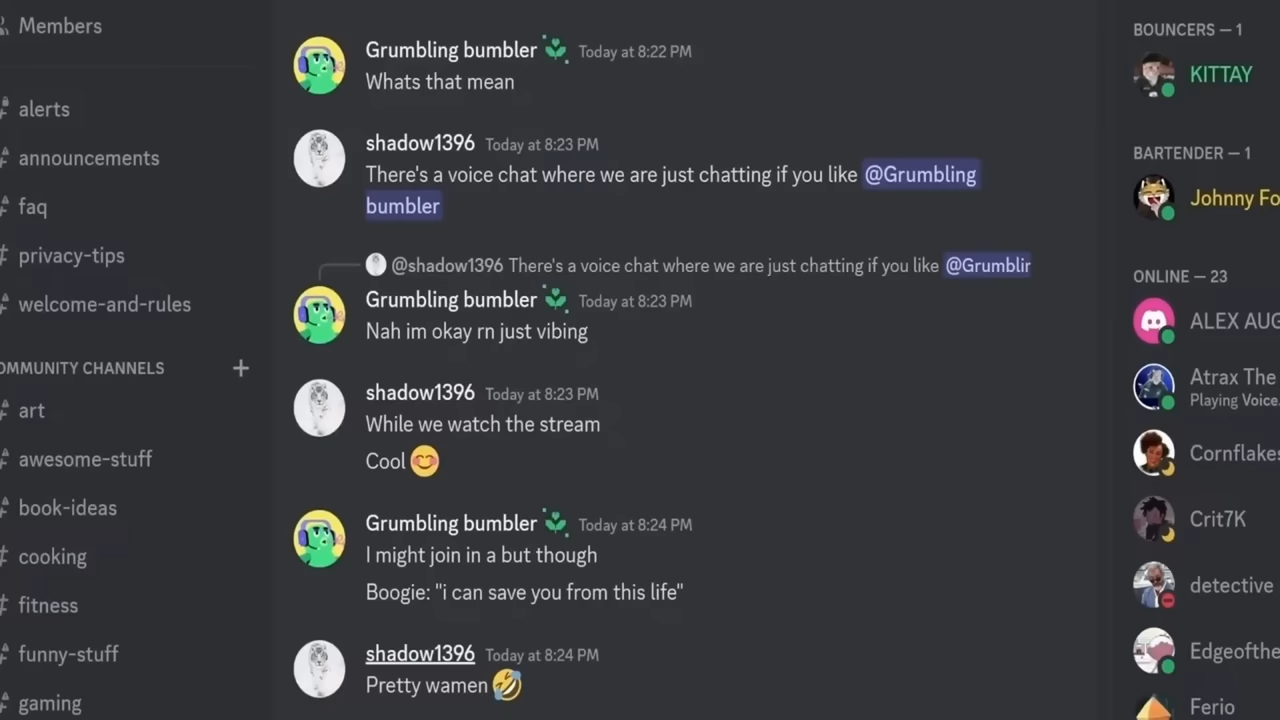 Members
alerts
announcements
faq
privacy-tips
welcome-and-rules
OMMUNITY CHANNELS
art
awesome-stuff
book-ideas
cooking
fitness
funny-stuff
gaming
Grumbling bumbler Today at 8:22 PM
Whats that mean
shadow1396 Today at 8:23 PM
There's a voice chat where we are just chatting if you like @Grumbling
bumbler
@shadow1396 There's a voice chat where we are just chatting if you like @Grumblir
Grumbling bumbler Today at 8:23 PM
Nah im okay rn just vibing
shadow1396 Today at 8:23 PM
While we watch the stream
Cool 😊
Grumbling bumbler Today at 8:24 PM
I might join in a but though
Boogie: "i can save you from this life"
shadow1396 Today at 8:24 PM
Pretty wamen 🤣
BOUNCERS — 1
KITTAY
BARTENDER — 1
Johnny Fo
ONLINE — 23
ALEX AUG
Atrax The
Playing Voice.
Cornflakes
Crit7K
detective
Edgeofthe
Ferio